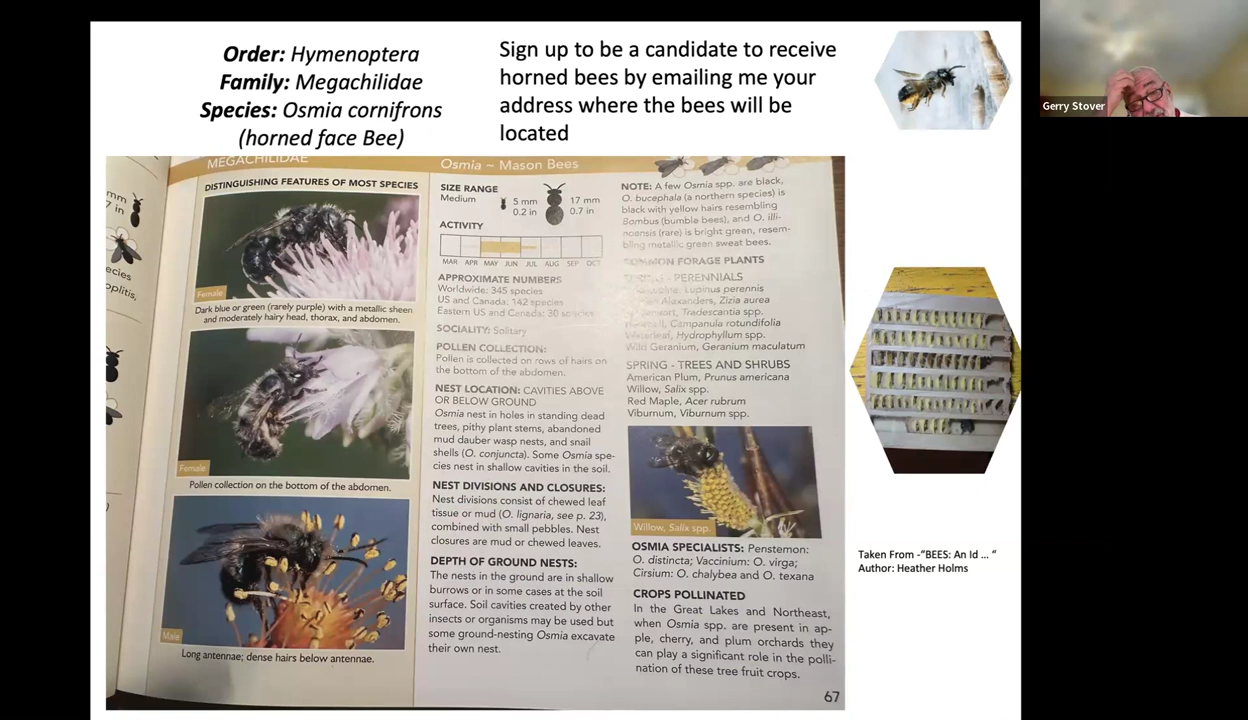 Order: Hymenoptera
Family: Megachilidae
Species: Osmia cornifrons
(horned face Bee)
Sign up to be a candidate to receive
horned bees by emailing me your
address where the bees will be
located
Gerry Stover
mm
7 in
ecies
oplitis,
MEGACHILIDAE
DISTINGUISHING FEATURES OF MOST SPECIES
Female
Dark blue or green (rarely purple) with a metallic sheen
and moderately hairy head, thorax, and abdomen.
Female
Pollen collection on the bottom of the abdomen.
Male
Long antennae; dense hairs below antennae.
Osmia ~ Mason Bees
SIZE RANGE
Medium
5 mm
0.2 in
17 mm
0.7 in
ACTIVITY
MAR APR MAY JUN JUL AUG SEP OCT
APPROXIMATE NUMBERS
Worldwide: 345 species
US and Canada: 142 species
Eastern US and Canada: 30 species
SOCIALITY: Solitary
POLLEN COLLECTION:
Pollen is collected on rows of hairs on
the bottom of the abdomen.
NEST LOCATION: CAVITIES ABOVE
OR BELOW GROUND
Osmia nest in holes in standing dead
trees, pithy plant stems, abandoned
mud dauber wasp nests, and snail
shells (O. conjuncta). Some Osmia spe-
cies nest in shallow cavities in the soil.
NEST DIVISIONS AND CLOSURES:
Nest divisions consist of chewed leaf
tissue or mud (O. lignaria, see p. 23),
combined with small pebbles. Nest
closures are mud or chewed leaves.
DEPTH OF GROUND NESTS:
The nests in the ground are in shallow
burrows or in some cases at the soil
surface. Soil cavities created by other
insects or organisms may be used but
some ground-nesting Osmia excavate
their own nest.
NOTE: A few Osmia spp. are black,
O. bucephala (a northern species) is
black with yellow hairs resembling
Bombus (bumble bees), and O. illi-
noensis (rare) is bright green, resem-
bling metallic green sweat bees.
COMMON FORAGE PLANTS
PERENNIALS
Lupinus perennis
Alexanders, Zizia aurea
Tradescantia spp.
Campanula rotundifolia
Hydrophyllum spp.
Wild Geranium, Geranium maculatum
SPRING - TREES AND SHRUBS
American Plum, Prunus americana
Willow, Salix spp.
Red Maple, Acer rubrum
Viburnum, Viburnum spp.
Willow, Salix spp.
OSMIA SPECIALISTS: Penstemon:
O. distincta; Vaccinium: O. virga;
Cirsium: O. chalybea and O. texana
CROPS POLLINATED
In the Great Lakes and Northeast,
when Osmia spp. are present in ap-
ple, cherry, and plum orchards they
can play a significant role in the polli-
nation of these tree fruit crops.
67
Taken From -"BEES: An Id ... "
Author: Heather Holms